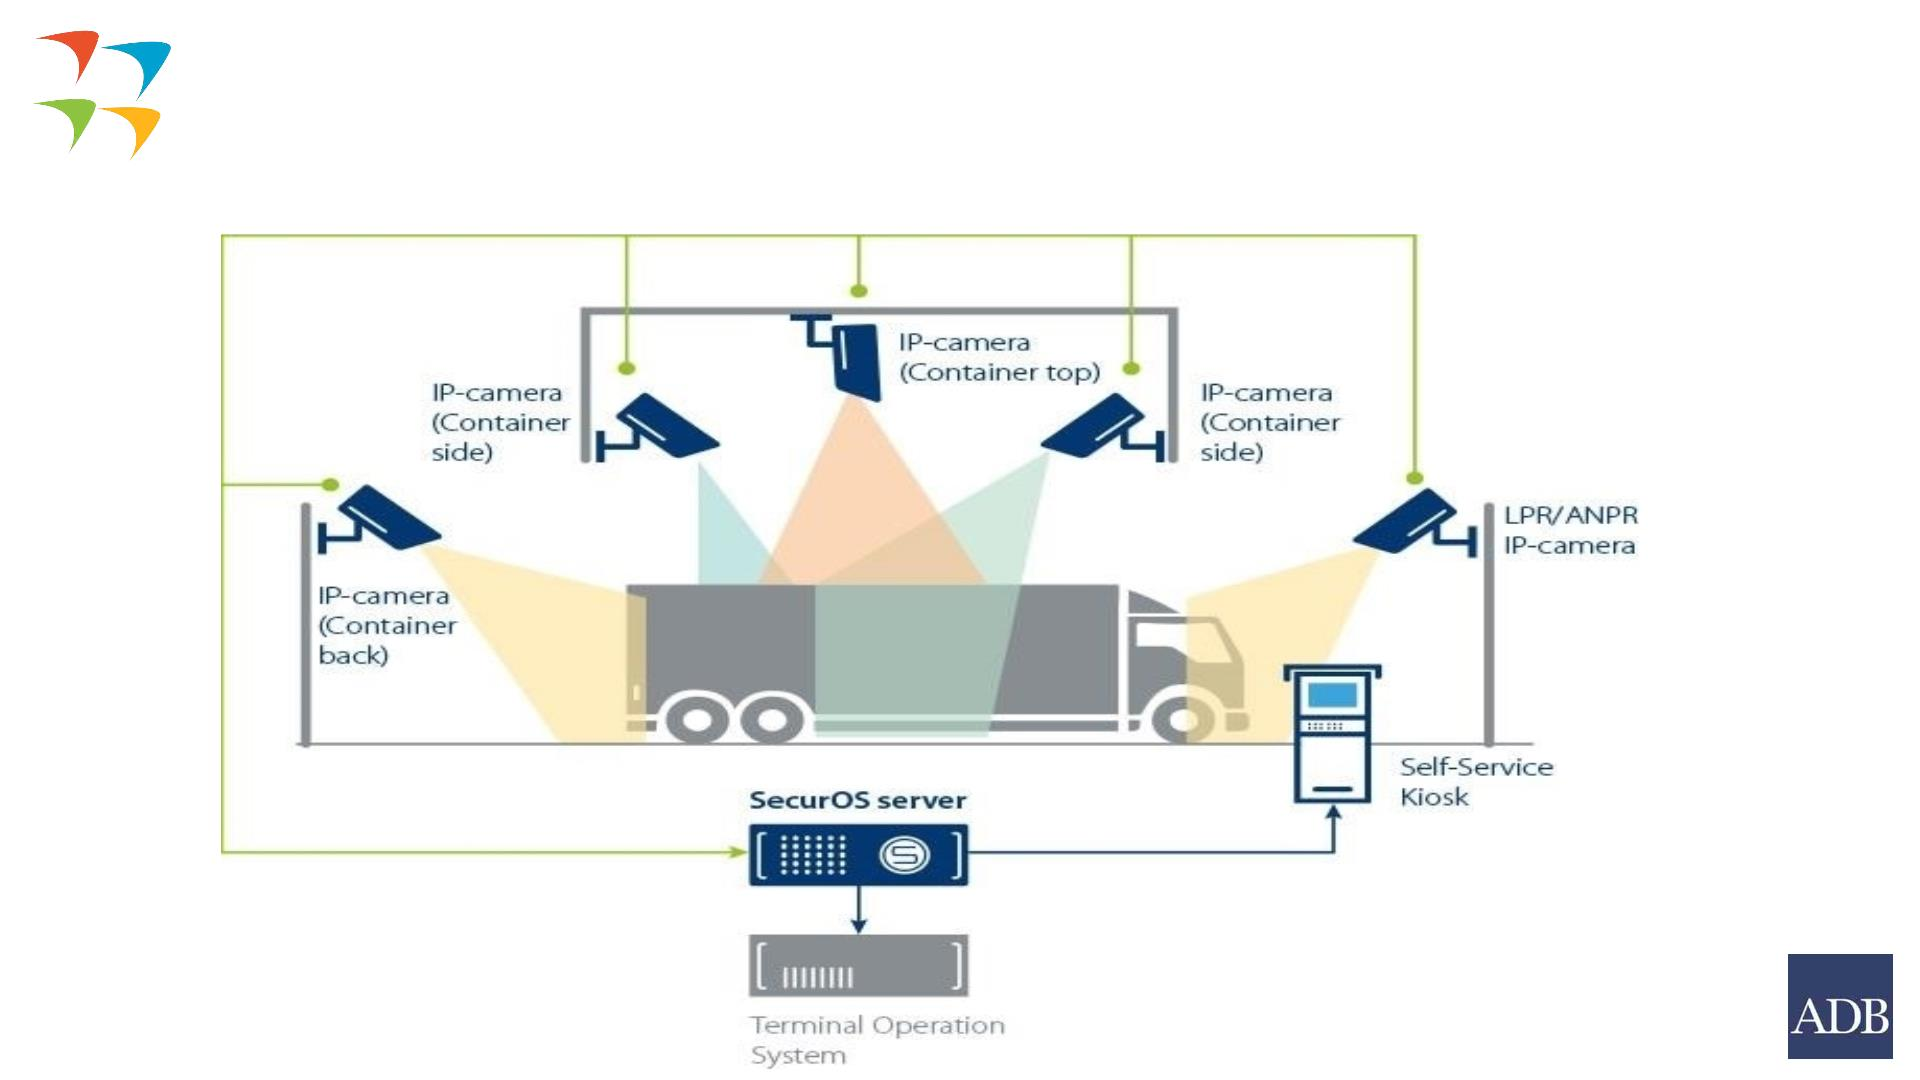 IP-camera
(Container top)
IP-camera
(Container
side)
IP-camera
(Container
side)
LPR/ANPR
IP-camera
IP-camera
(Container
back)
Self-Service
Kiosk
SecurOS server
S
Terminal Operation
System
ADB